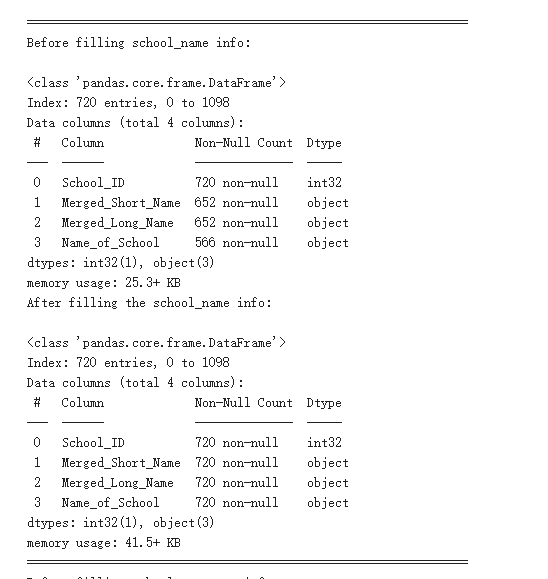 Before filling school_name info:
<class 'pandas.core.frame.DataFrame'>
Index: 720 entries, 0 to 1098
Data columns (total 4 columns):
# Column Non-Null Count Dtype
0 School_ID 720 non-null int32
1 Merged_Short_Name 652 non-null object
2 Merged_Long_Name 652 non-null object
3 Name_of_School 566 non-null object
dtypes: int32(1), object(3)
memory usage: 25.3+ KB
After filling the school_name info:
<class 'pandas.core.frame.DataFrame'>
Index: 720 entries, 0 to 1098
Data columns (total 4 columns):
# Column Non-Null Count Dtype
0 School_ID 720 non-null int32
1 Merged_Short_Name 720 non-null object
2 Merged_Long_Name 720 non-null object
3 Name_of_School 720 non-null object
dtypes: int32(1), object(3)
memory usage: 41.5+ KB